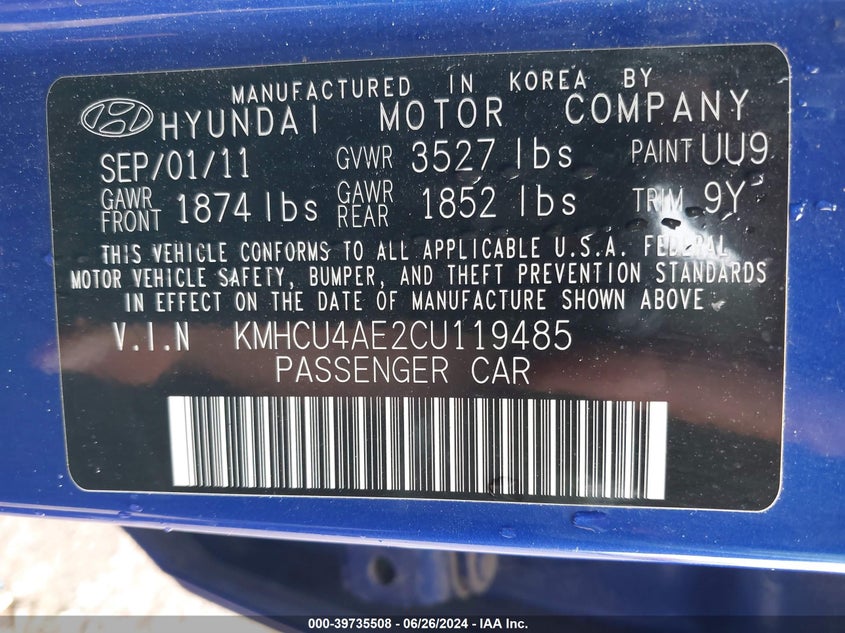 MANUFACTURED IN KOREA BY
HYUNDAI MOTOR COMPANY
SEP/01/11 GVWR 3527 lbs PAINT UU9
GAWR FRONT 1874 lbs GAWR REAR 1852 lbs TRIM 9Y
THIS VEHICLE CONFORMS TO ALL APPLICABLE U.S.A. FEDERAL
MOTOR VEHICLE SAFETY, BUMPER, AND THEFT PREVENTION STANDARDS
IN EFFECT ON THE DATE OF MANUFACTURE SHOWN ABOVE
V.I.N KMHCU4AE2CU119485
PASSENGER CAR
000-39735508 / 06/26/2024 - IAA Inc.